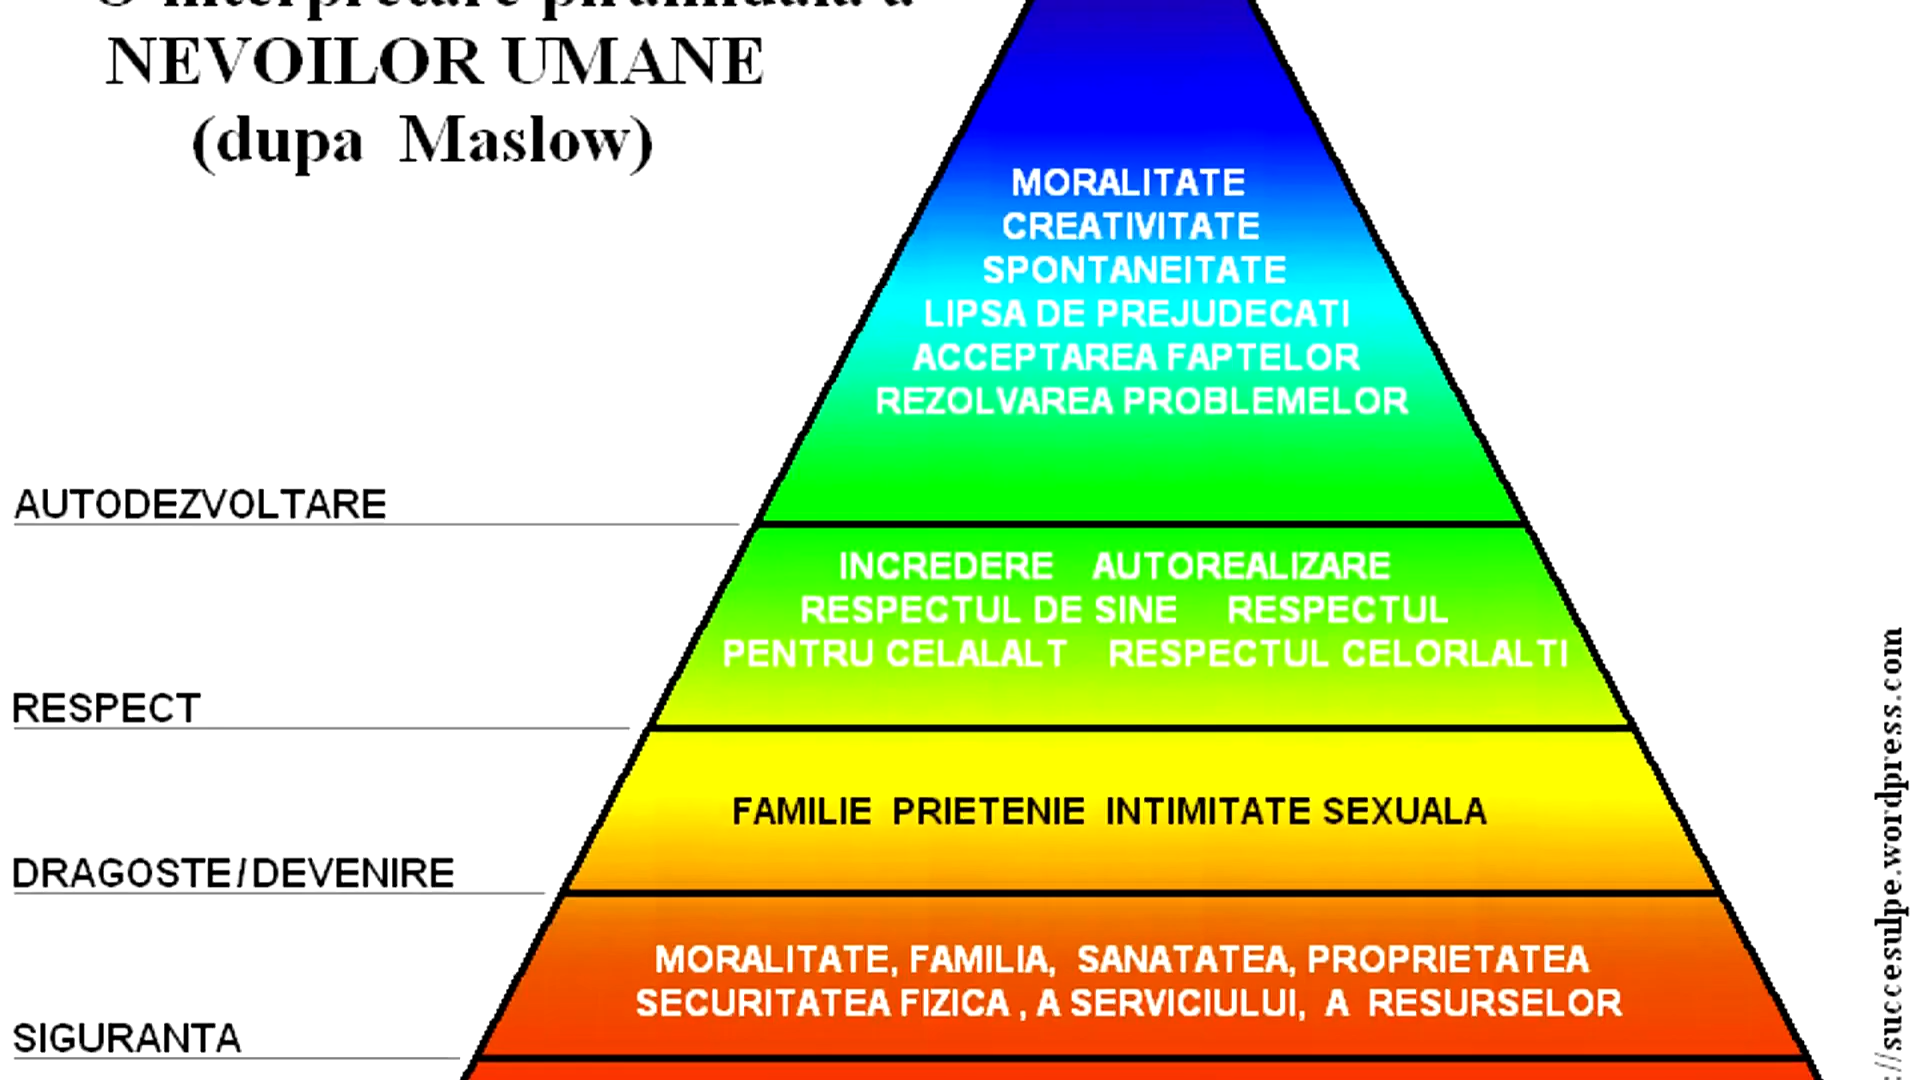 O interpretare piramidala a
NEVOILOR UMANE
(dupa Maslow)
MORALITATE
CREATIVITATE
SPONTANEITATE
LIPSA DE PREJUDECATI
ACCEPTAREA FAPTELOR
REZOLVAREA PROBLEMELOR
AUTODEZVOLTARE
INCREDERE AUTOREALIZARE
RESPECTUL DE SINE RESPECTUL
PENTRU CELALALT RESPECTUL CELORLALTI
RESPECT
FAMILIE PRIETENIE INTIMITATE SEXUALA
DRAGOSTE/DEVENIRE
MORALITATE, FAMILIA, SANATATEA, PROPRIETATEA
SECURITATEA FIZICA , A SERVICIULUI, A RESURSELOR
SIGURANTA
://succesulpe.wordpress.com